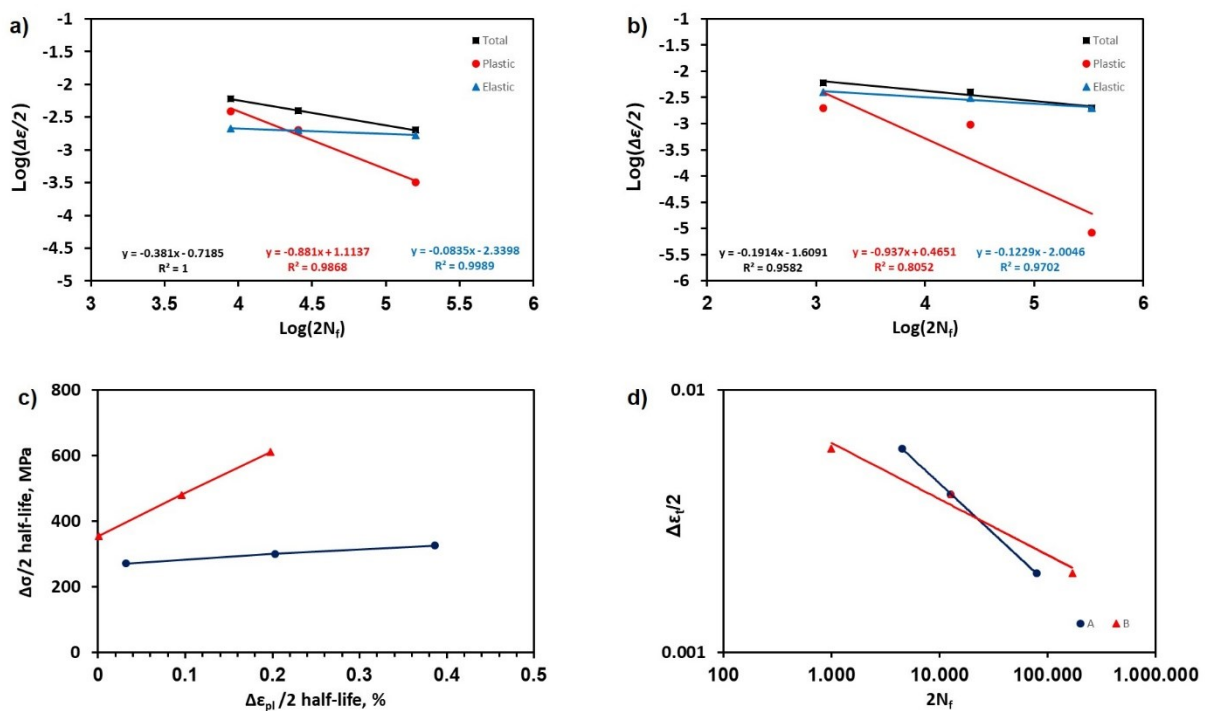 a)
-1
-1.5
-2
-2.5
-3
-3.5
-4
-4.5
-5
Log(Δε/2)
Total
Plastic
Elastic
y = -0.381x - 0.7185
R² = 1
y = -0.881x + 1.1137
R² = 0.9868
y = -0.0835x - 2.3398
R² = 0.9989
3 3.5 4 4.5 5 5.5 6
Log(2Nf)
b)
-1
-1.5
-2
-2.5
-3
-3.5
-4
-4.5
-5
-5.5
-6
Log(Δε/2)
Total
Plastic
Elastic
y = -0.1914x - 1.6091
R² = 0.9582
y = -0.937x + 0.4651
R² = 0.8052
y = -0.1229x - 2.0046
R² = 0.9702
2 3 4 5 6
Log(2Nf)
c)
800
600
400
200
0
Δσ/2 half-life, MPa
0 0.1 0.2 0.3 0.4 0.5
Δεpl/2 half-life, %
d)
0.01
0.001
Δεt/2
A B
100 1.000 10.000 100.000 1.000.000
2Nf